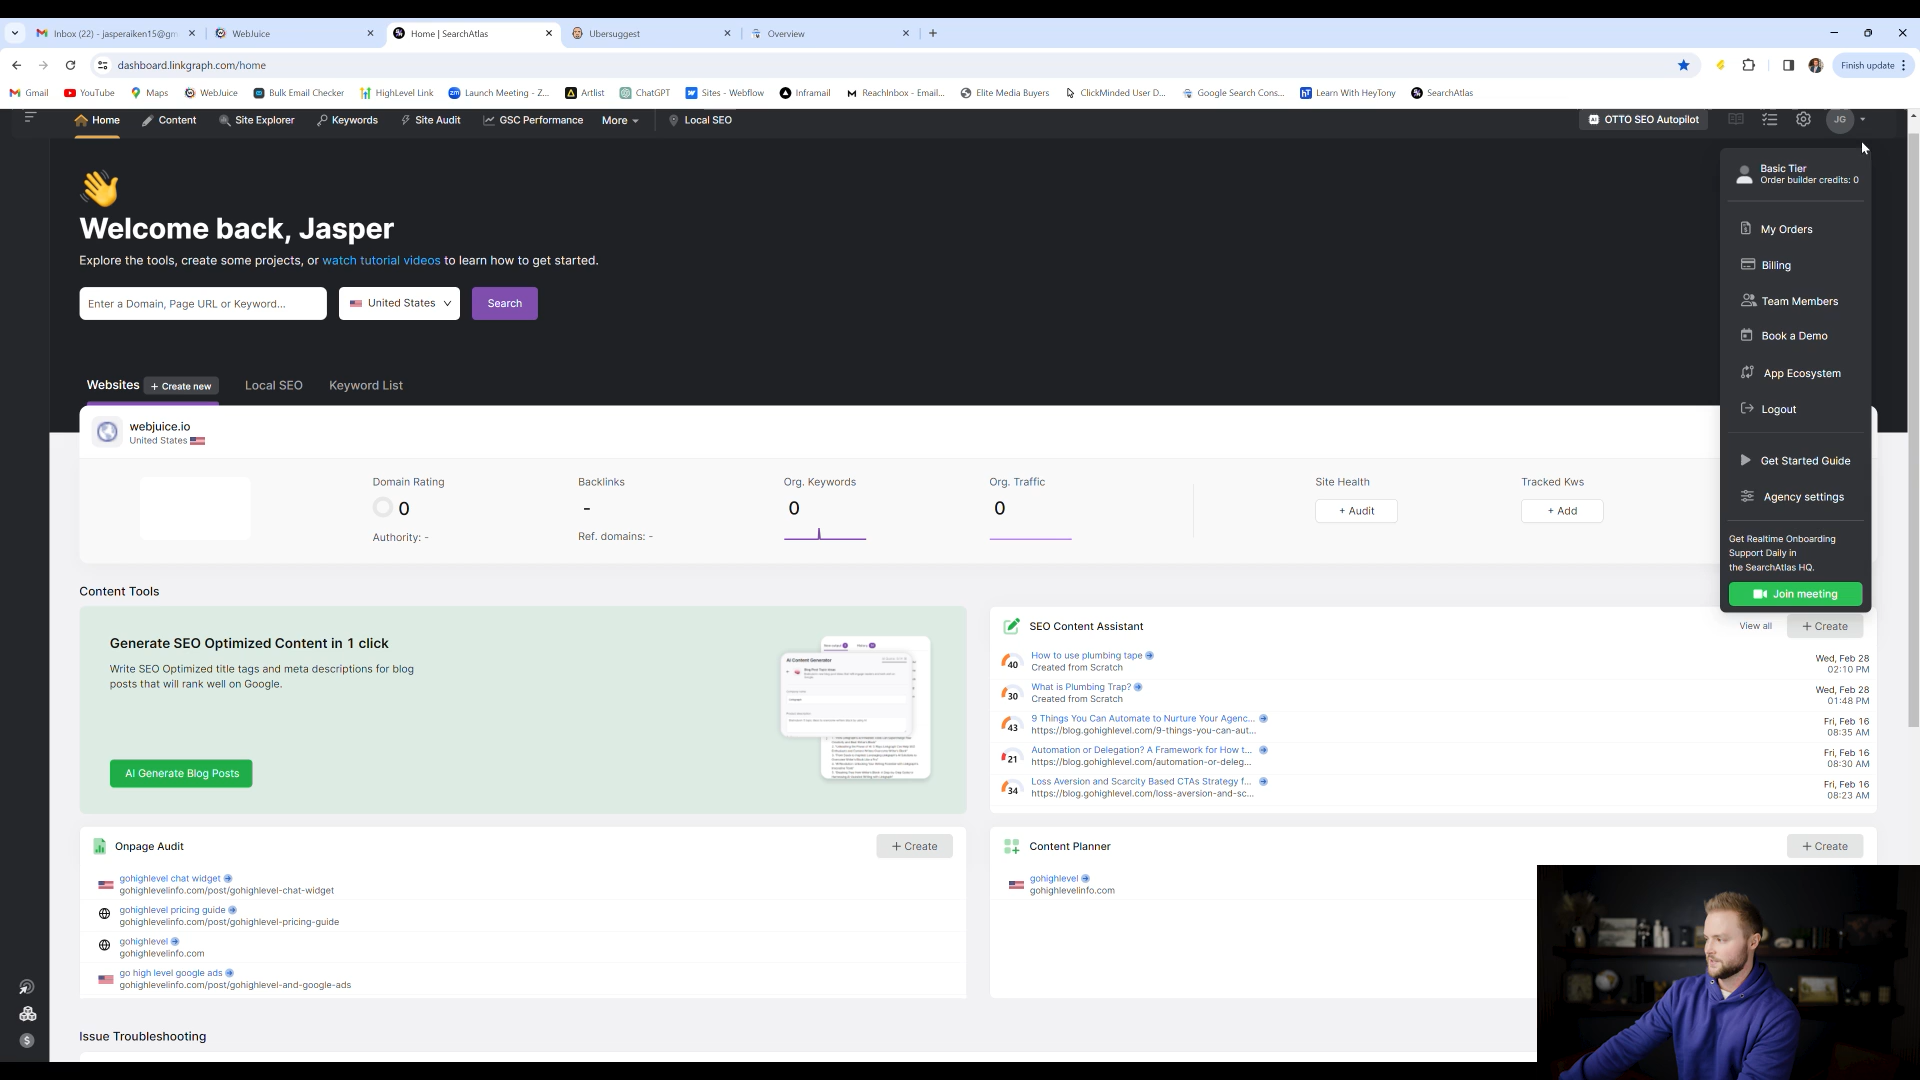 Inbox (22) - jasperaiken15@gm
WebJuice
Home | SearchAtlas
Ubersuggest
Overview
dashboard.linkgraph.com/home
Finish update
Gmail
YouTube
Maps
WebJuice
Bulk Email Checker
HighLevel Link
Launch Meeting - Z...
Artlist
ChatGPT
Sites - Webflow
Inframail
ReachInbox - Email...
Elite Media Buyers
ClickMinded User D...
Google Search Cons...
Learn With HeyTony
SearchAtlas
Home
Content
Site Explorer
Keywords
Site Audit
GSC Performance
More
Local SEO
OTTO SEO Autopilot
JG
Basic Tier
Order builder credits: 0
My Orders
Billing
Team Members
Book a Demo
App Ecosystem
Logout
Get Started Guide
Agency settings
Get Realtime Onboarding
Support Daily in
the SearchAtlas HQ.
Join meeting
Welcome back, Jasper
Explore the tools, create some projects, or watch tutorial videos to learn how to get started.
Enter a Domain, Page URL or Keyword...
United States
Search
Websites
+ Create new
Local SEO
Keyword List
webjuice.io
United States
Domain Rating
0
Authority: -
Backlinks
-
Ref. domains: -
Org. Keywords
0
Org. Traffic
0
Site Health
+ Audit
Tracked Kws
+ Add
Content Tools
Generate SEO Optimized Content in 1 click
Write SEO Optimized title tags and meta descriptions for blog
posts that will rank well on Google.
AI Generate Blog Posts
AI Content Generator
SEO Content Assistant
View all
+ Create
40
How to use plumbing tape
Created from Scratch
Wed, Feb 28
02:10 PM
30
What is Plumbing Trap?
Created from Scratch
Wed, Feb 28
01:48 PM
43
9 Things You Can Automate to Nurture Your Agenc...
https://blog.gohighlevel.com/9-things-you-can-aut...
Fri, Feb 16
08:35 AM
21
Automation or Delegation? A Framework for How t...
https://blog.gohighlevel.com/automation-or-deleg...
Fri, Feb 16
08:30 AM
34
Loss Aversion and Scarcity Based CTAs Strategy f...
https://blog.gohighlevel.com/loss-aversion-and-sc...
Fri, Feb 16
08:23 AM
Onpage Audit
+ Create
gohighlevel chat widget
gohighlevelinfo.com/post/gohighlevel-chat-widget
gohighlevel pricing guide
gohighlevelinfo.com/post/gohighlevel-pricing-guide
gohighlevel
gohighlevelinfo.com
go high level google ads
gohighlevelinfo.com/post/gohighlevel-and-google-ads
Content Planner
+ Create
gohighlevel
gohighlevelinfo.com
Issue Troubleshooting